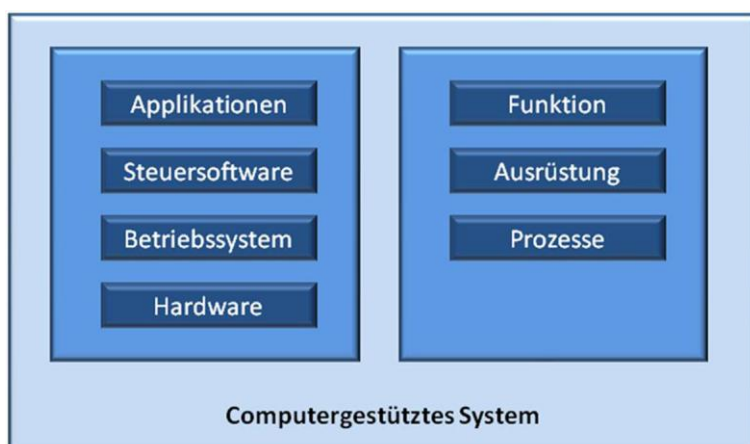 Applikationen
Steuersoftware
Betriebssystem
Hardware
Funktion
Ausrüstung
Prozesse
Computergestütztes System